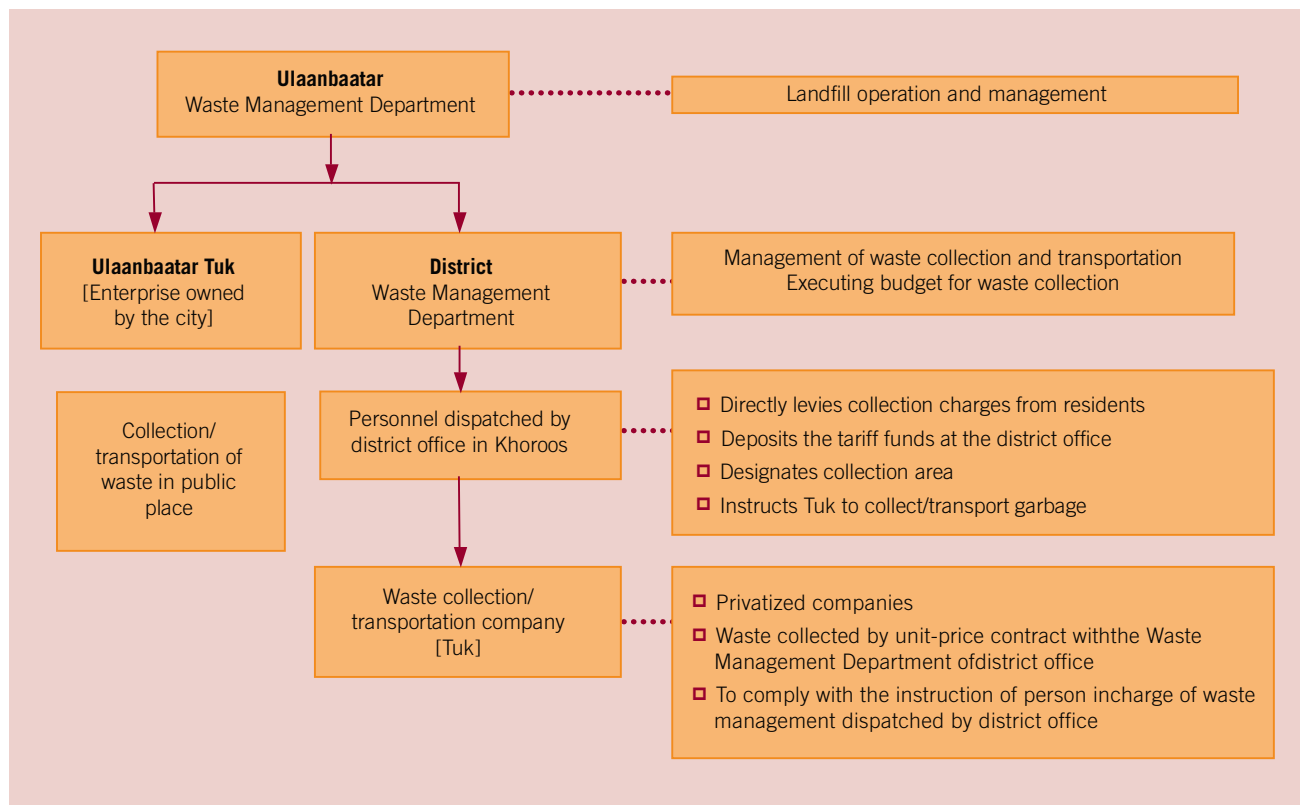 Ulaanbaatar
Waste Management Department
Landfill operation and management
Ulaanbaatar Tuk
[Enterprise owned
by the city]
District
Waste Management
Department
Management of waste collection and transportation
Executing budget for waste collection
Collection/
transportation of
waste in public
place
Personnel dispatched by
district office in Khoroos
Directly levies collection charges from residents
Deposits the tariff funds at the district office
Designates collection area
Instructs Tuk to collect/transport garbage
Waste collection/
transportation company
[Tuk]
Privatized companies
Waste collected by unit-price contract withthe Waste
Management Department ofdistrict office
To comply with the instruction of person incharge of waste
management dispatched by district office